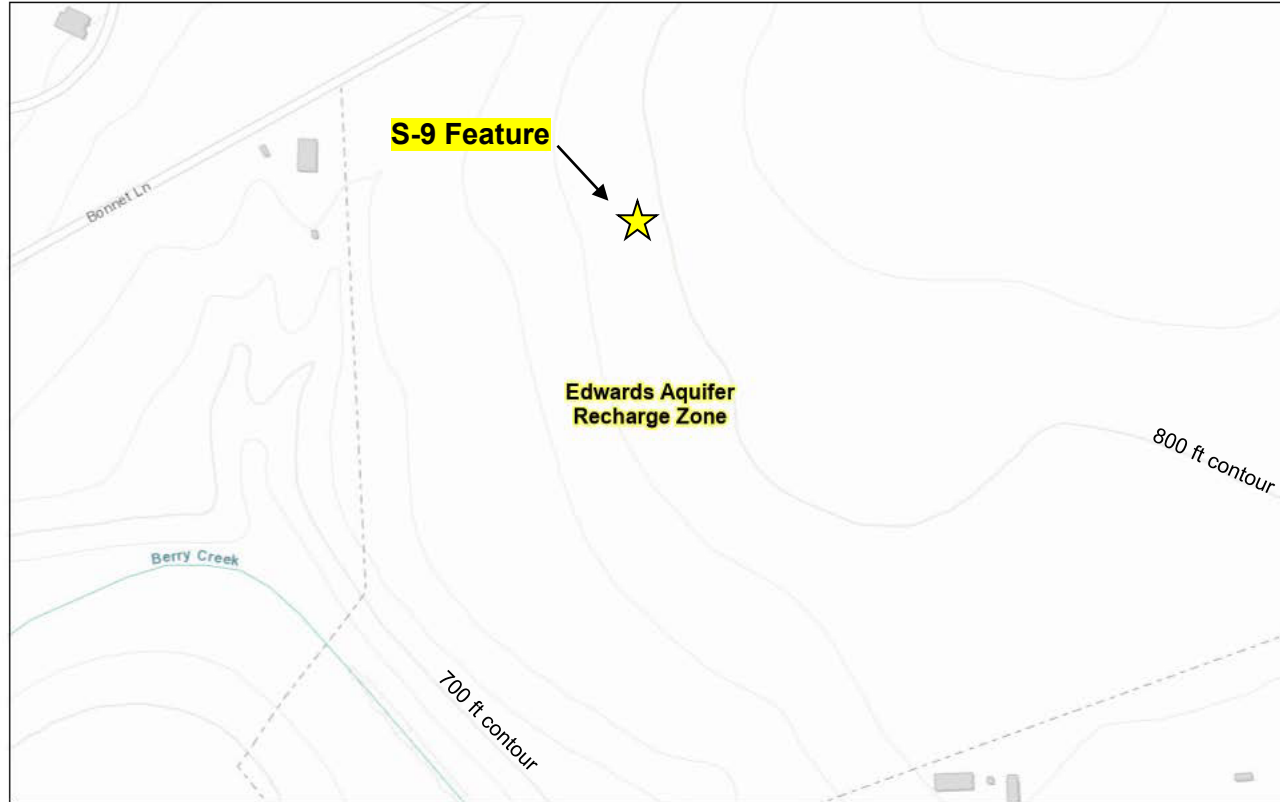 S-9 Feature
Bonnet Ln
Edwards Aquifer
Recharge Zone
800 ft contour
Berry Creek
700 ft contour